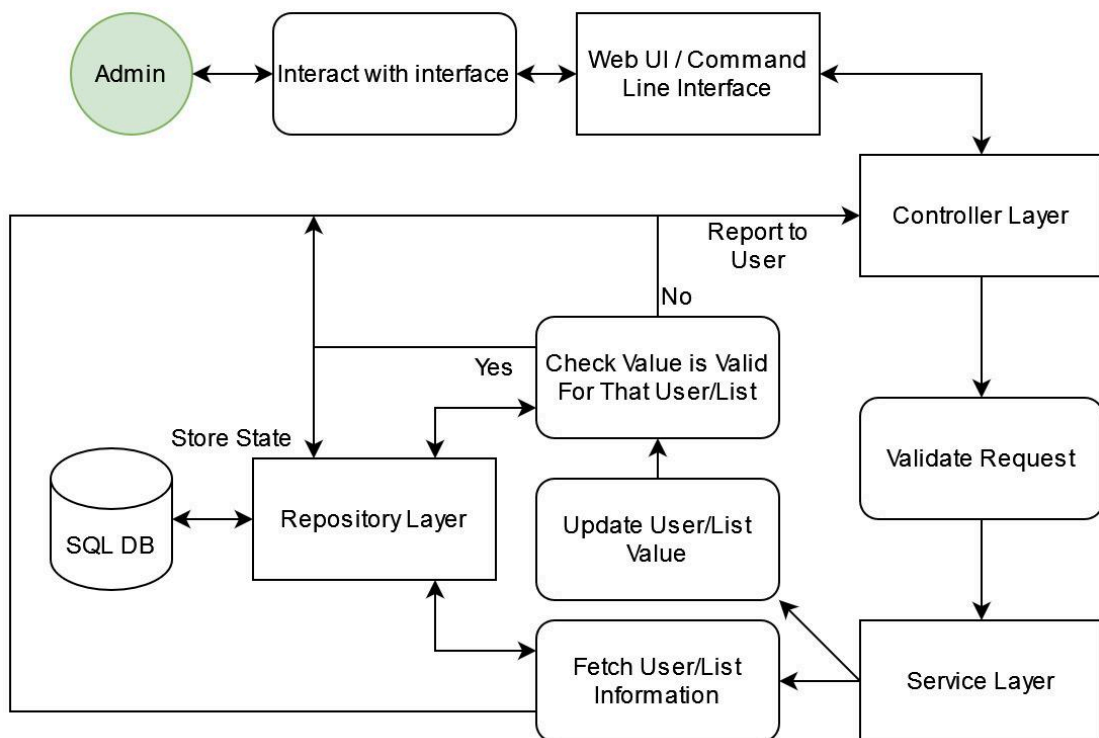 Admin
Interact with interface
Web UI / Command
Line Interface
Controller Layer
Report to
User
No
Check Value is Valid
For That User/List
Yes
Store State
Validate Request
Repository Layer
Update User/List
Value
SQL DB
Fetch User/List
Information
Service Layer